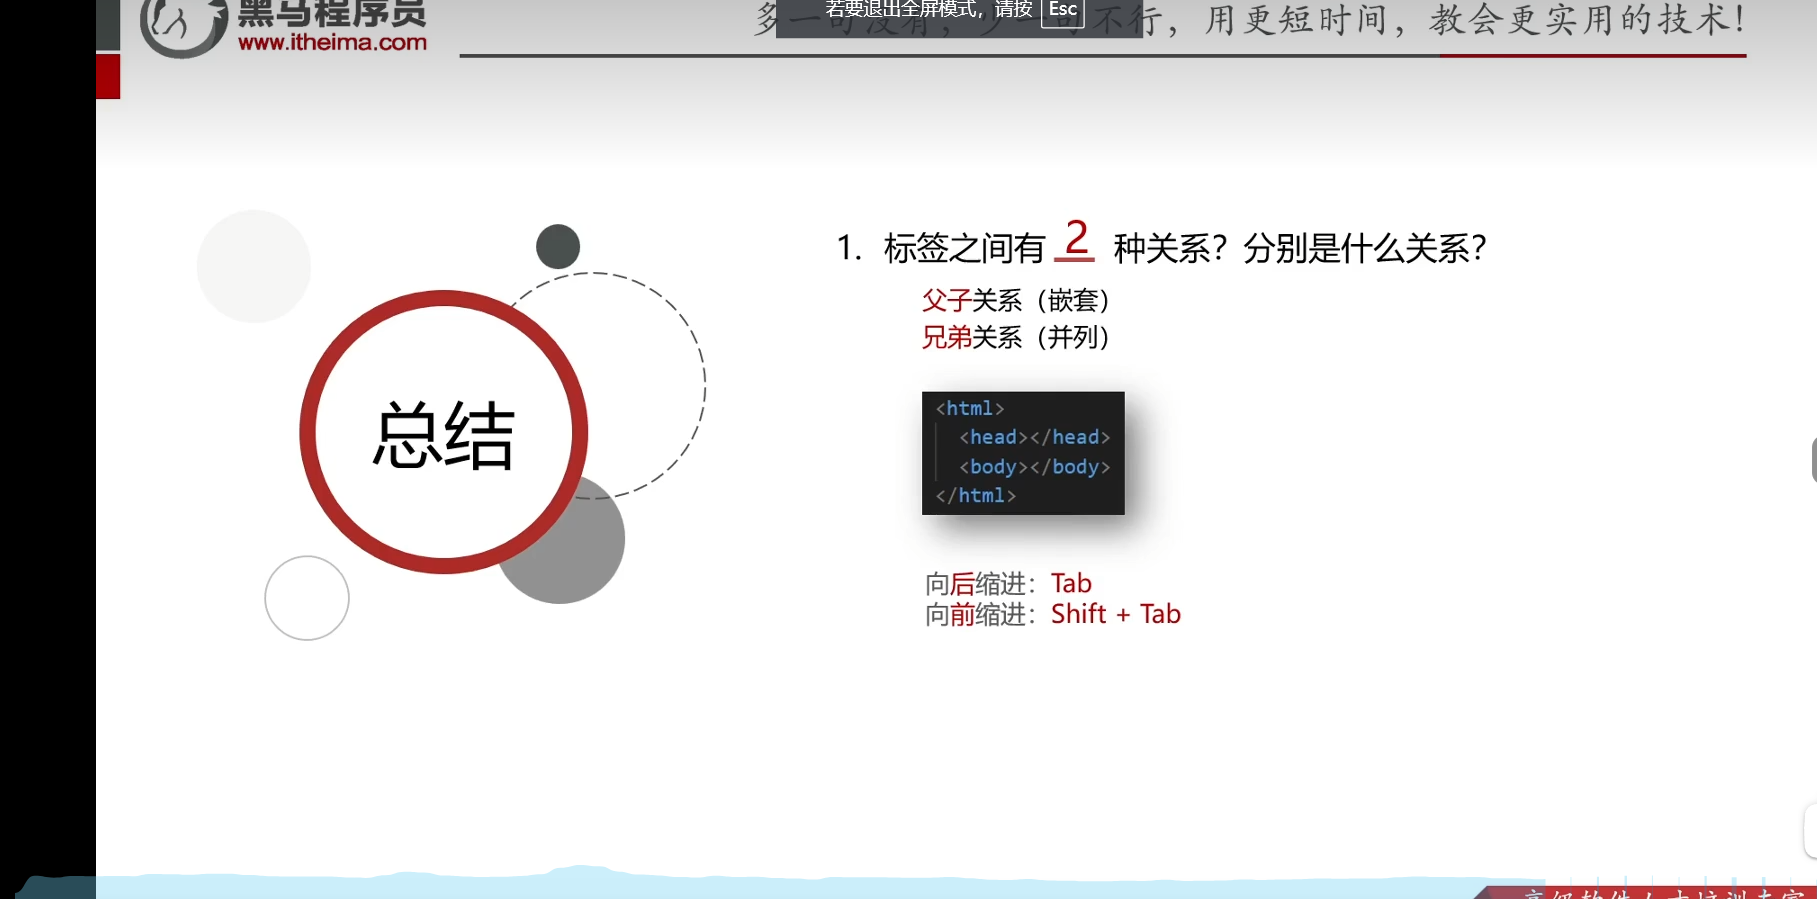 黑马程序员
www.itheima.com
若要退出全屏模式，请按 Esc
不行，用更短时间，教会更实用的技术！
总结
1. 标签之间有 2 种关系？分别是什么关系？
父子关系（嵌套）
兄弟关系（并列）
<html>
<head></head>
<body></body>
</html>
向后缩进：Tab
向前缩进：Shift + Tab